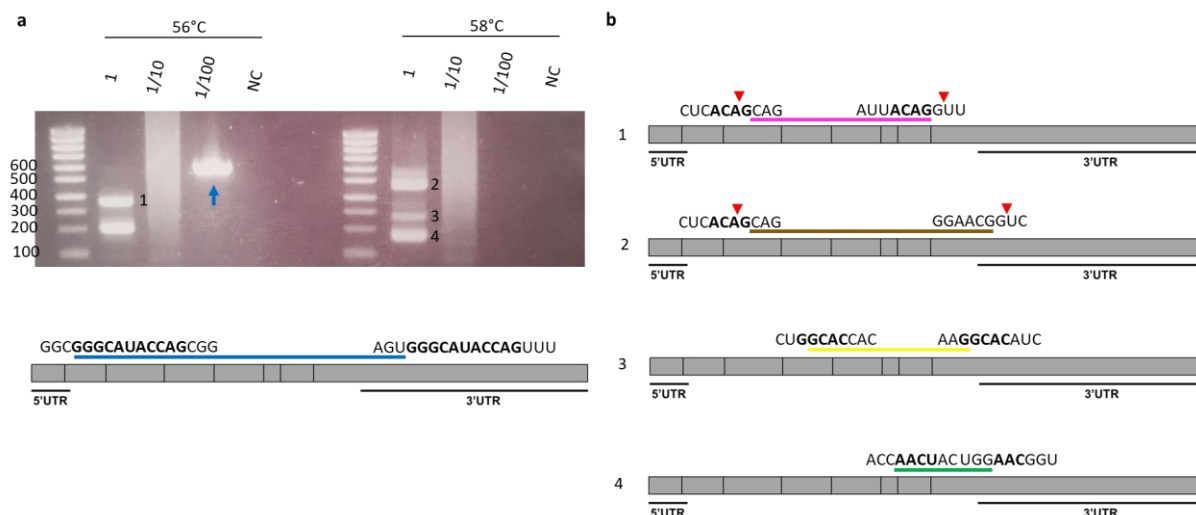 a
56°C
58°C
1
1/10
1/100
NC
1
1/10
1/100
NC
600
500
400
300
200
100
1
2
3
4
GGCGGGCAUACCAGCGG
AGUGGGCAUACCAGUUU
5'UTR
3'UTR
b
CUCACAGCAG
AUUACAGGUU
1
5'UTR
3'UTR
CUCACAGCAG
GGAACGGUC
2
5'UTR
3'UTR
CUGGCACCAC
AAGGCACAUC
3
5'UTR
3'UTR
ACCAACUAC UGGAACGGU
4
5'UTR
3'UTR